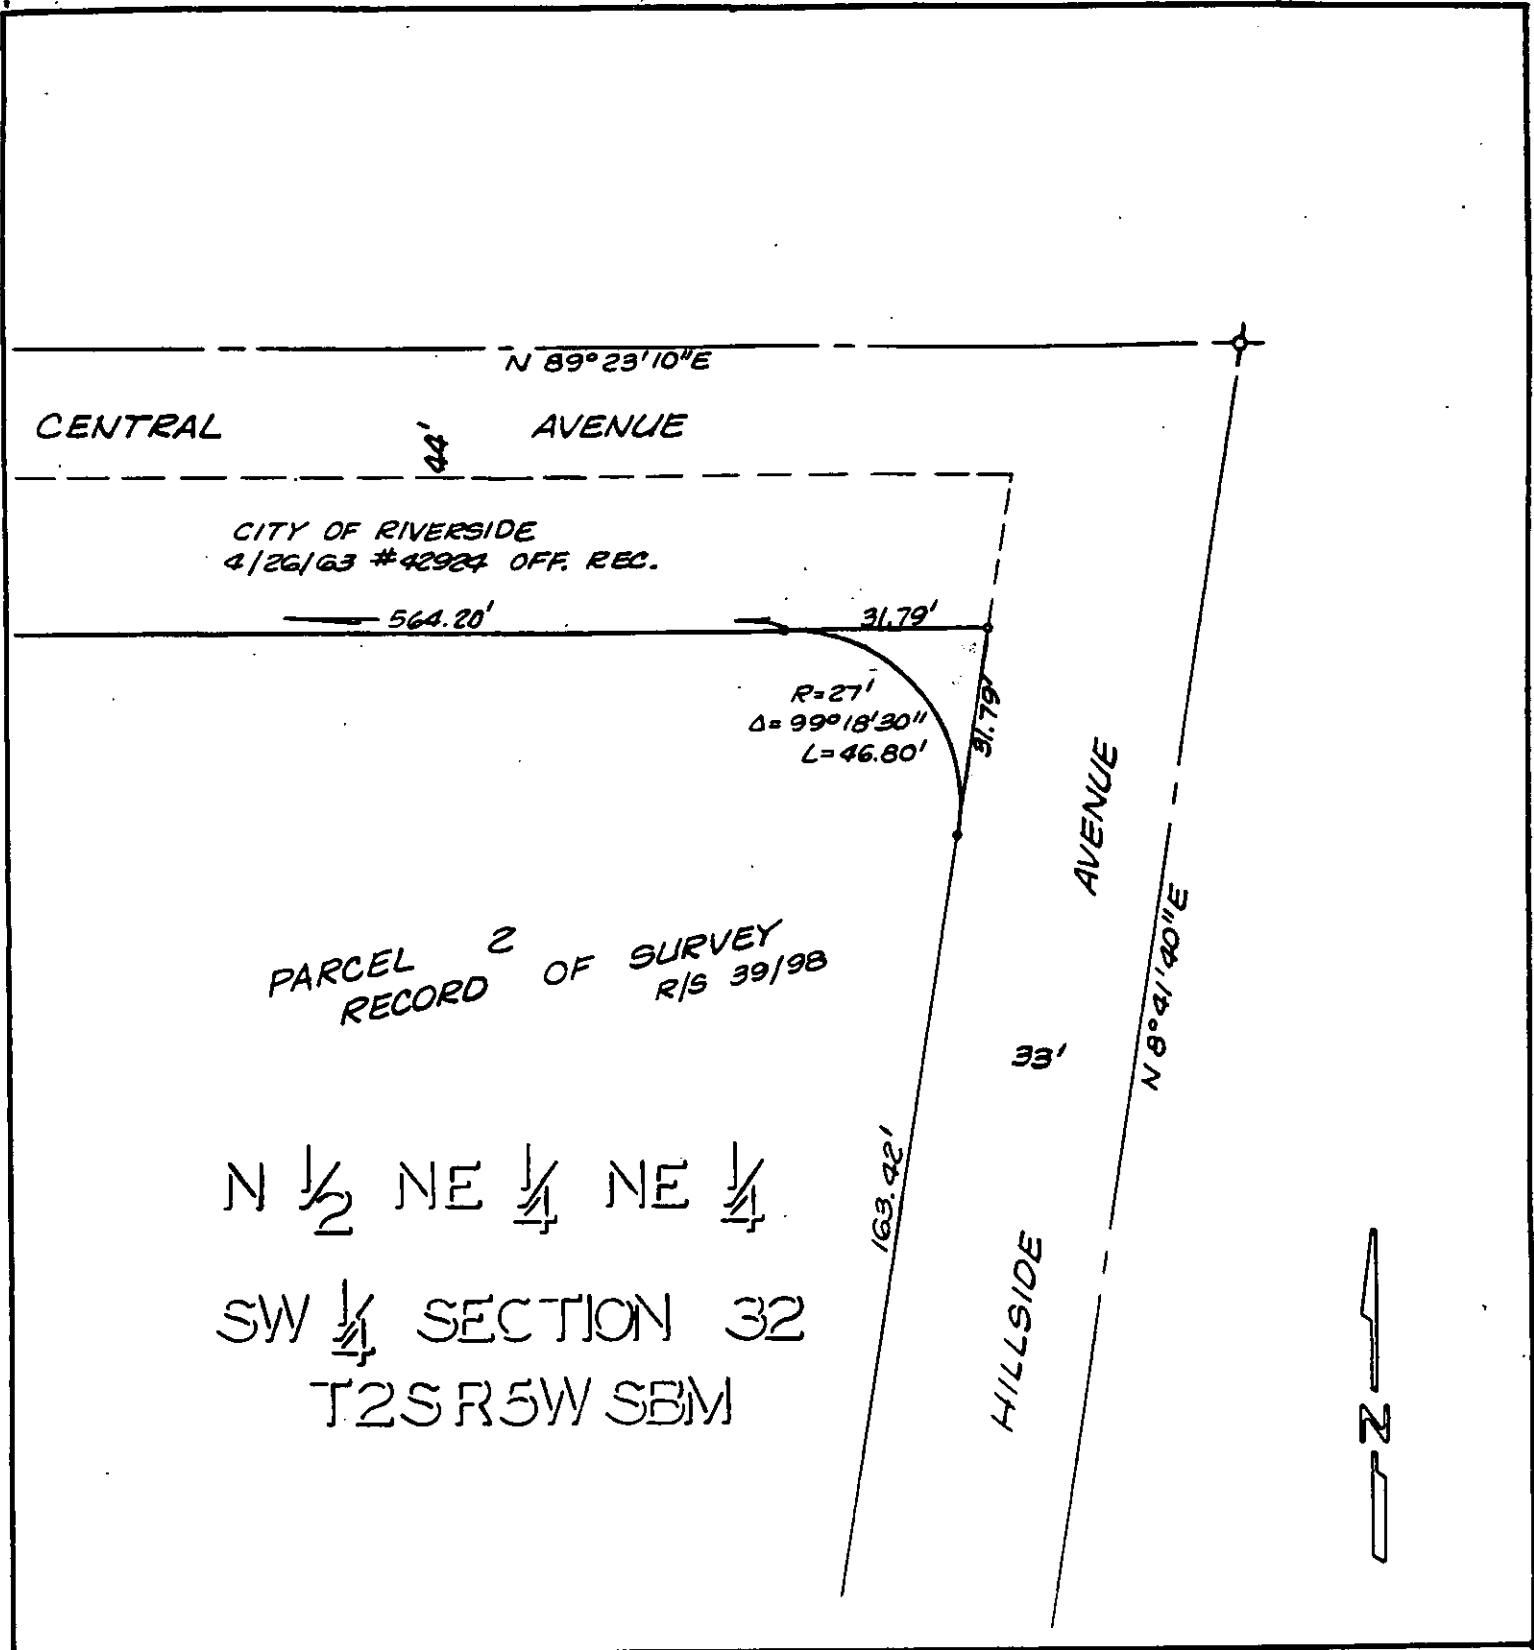 N 89°23'10"E
CENTRAL AVENUE
44'
CITY OF RIVERSIDE
4/26/63 #42924 OFF. REC.
564.20'
31.79'
R=27'
Δ=99°18'30"
L=46.80'
31.79'
AVENUE
N 8°41'40"E
PARCEL 2
RECORD OF SURVEY
R/S 39/98
33'
163.42'
HILLSIDE
N 1/2 NE 1/4 NE 1/4
SW 1/4 SECTION 32
T2S R5W SBM
N